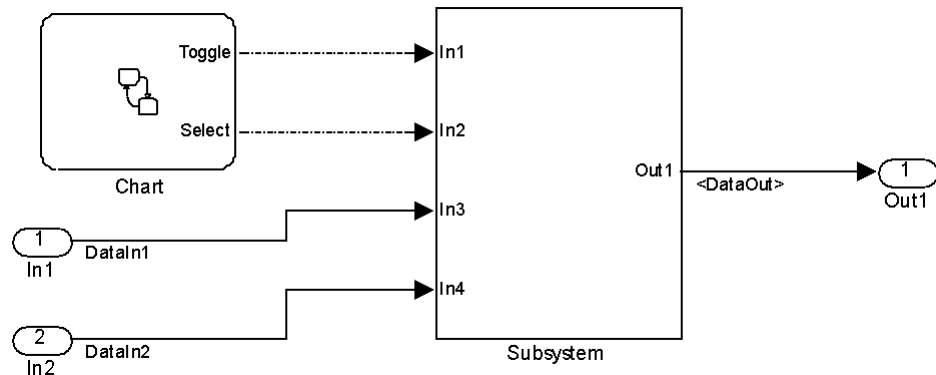 Toggle
Select
Chart
1
In1
DataIn1
2
In2
DataIn2
In1
In2
In3
In4
Out1
Subsystem
<DataOut>
1
Out1